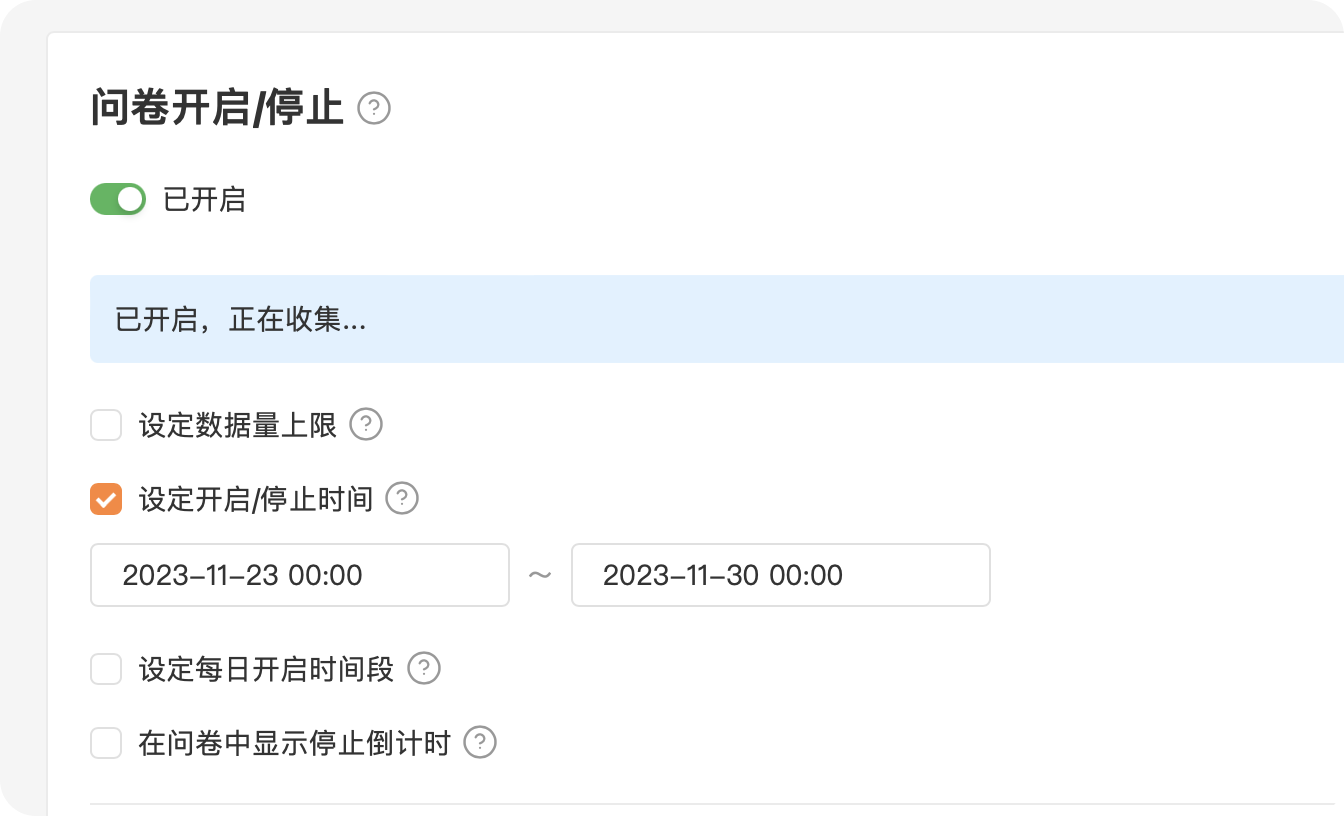 问卷开启/停止 ?
已开启
已开启，正在收集...
设定数据量上限 ?
设定开启/停止时间 ?
2023-11-23 00:00 ~ 2023-11-30 00:00
设定每日开启时间段 ?
在问卷中显示停止倒计时 ?